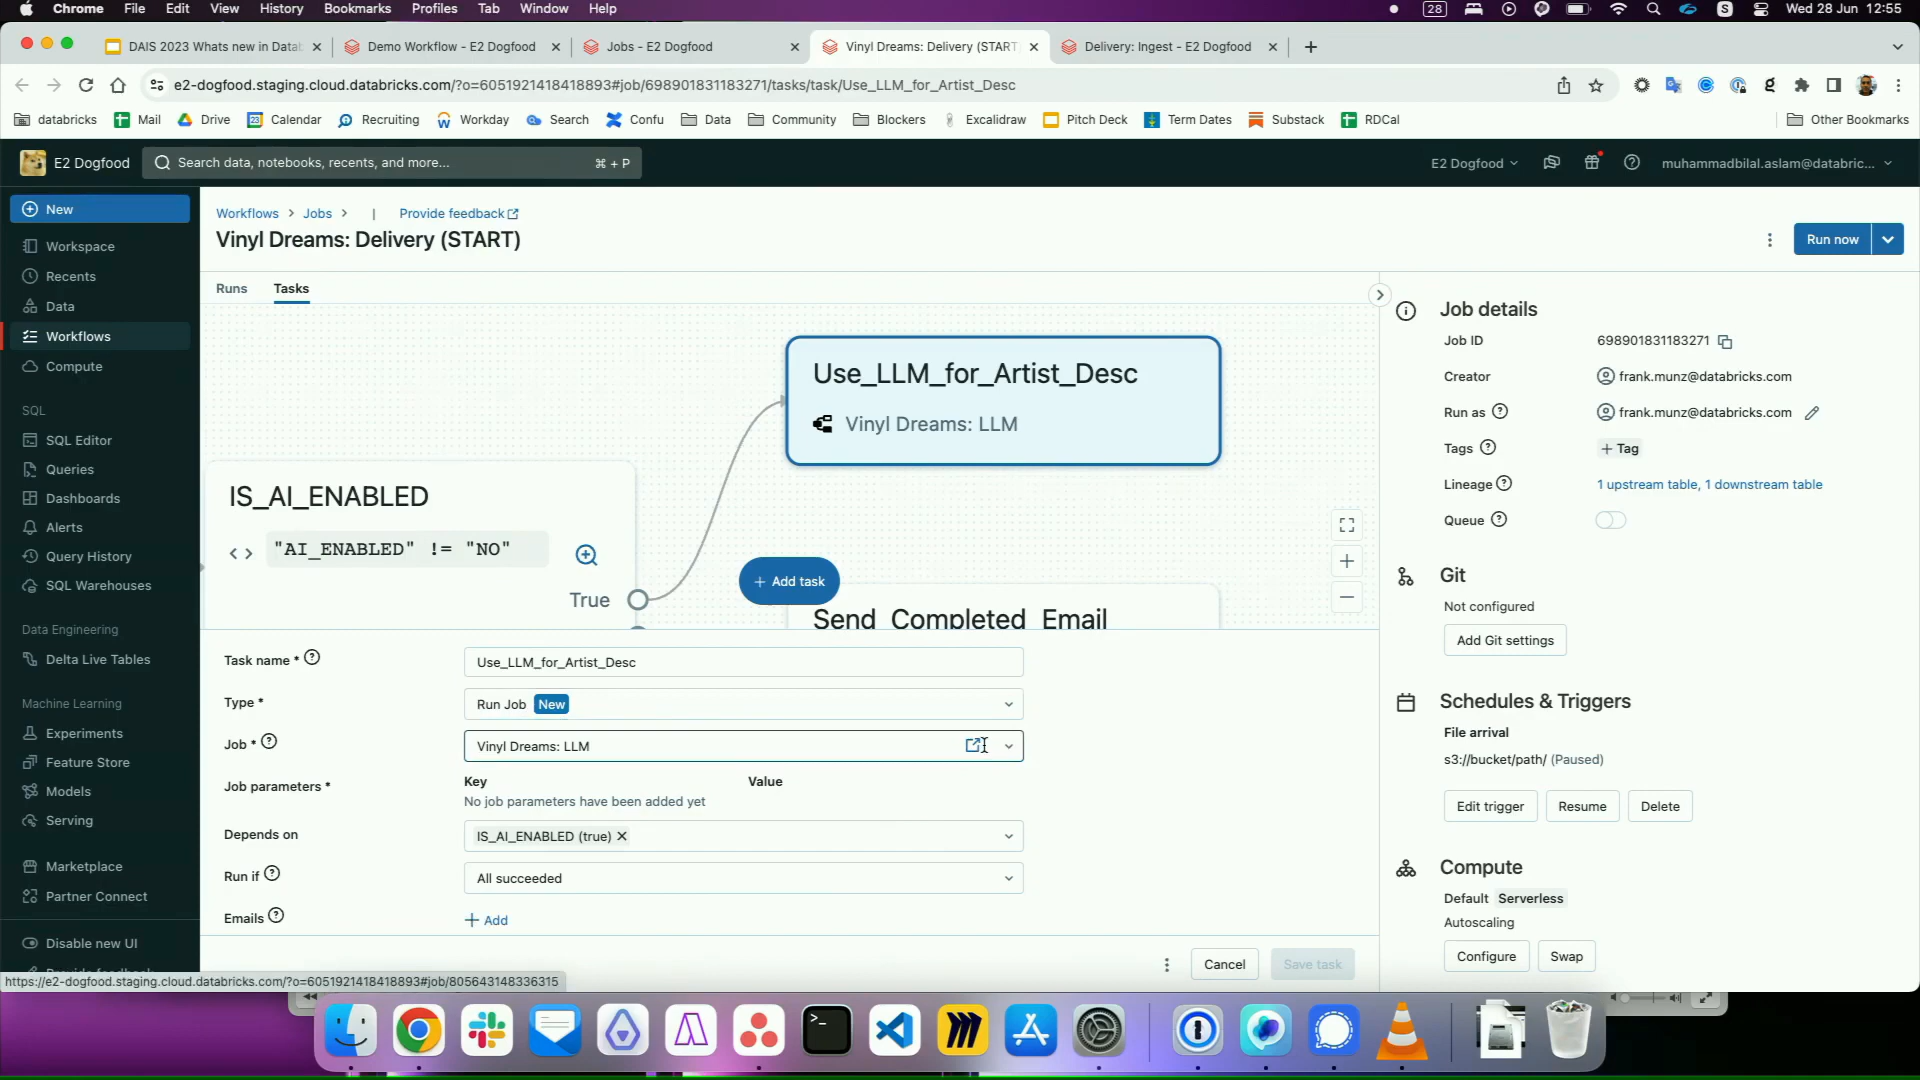 Chrome File Edit View History Bookmarks Profiles Tab Window Help 28 S Wed 28 Jun 12:55
DAIS 2023 Whats new in Datab Demo Workflow - E2 Dogfood Jobs - E2 Dogfood Vinyl Dreams: Delivery (START) Delivery: Ingest - E2 Dogfood
e2-dogfood.staging.cloud.databricks.com/?o=6051921418418893#job/698901831183271/tasks/task/Use_LLM_for_Artist_Desc
databricks Mail Drive Calendar Recruiting Workday Search Confu Data Community Blockers Excalidraw Pitch Deck Term Dates Substack RDCal Other Bookmarks
E2 Dogfood Search data, notebooks, recents, and more... ⌘ + P E2 Dogfood muhammadbilal.aslam@databric...
New
Workspace
Recents
Data
Workflows
Compute
SQL
SQL Editor
Queries
Dashboards
Alerts
Query History
SQL Warehouses
Data Engineering
Delta Live Tables
Machine Learning
Experiments
Feature Store
Models
Serving
Marketplace
Partner Connect
Disable new UI
Provide feedback
Workflows > Jobs > | Provide feedback
Vinyl Dreams: Delivery (START)
Run now
Runs Tasks
Use_LLM_for_Artist_Desc
Vinyl Dreams: LLM
IS_AI_ENABLED
"AI_ENABLED" != "NO"
True
+ Add task
Send_Completed_Email
Task name * Use_LLM_for_Artist_Desc
Type * Run Job New
Job * Vinyl Dreams: LLM
Job parameters * Key Value
No job parameters have been added yet
Depends on IS_AI_ENABLED (true)
Run if All succeeded
Emails + Add
Cancel Save task
Job details
Job ID 698901831183271
Creator frank.munz@databricks.com
Run as frank.munz@databricks.com
Tags + Tag
Lineage 1 upstream table, 1 downstream table
Queue
Git
Not configured
Add Git settings
Schedules & Triggers
File arrival
s3://bucket/path/ (Paused)
Edit trigger Resume Delete
Compute
Default Serverless
Autoscaling
Configure Swap
https://e2-dogfood.staging.cloud.databricks.com/?o=6051921418418893#job/805643148336315